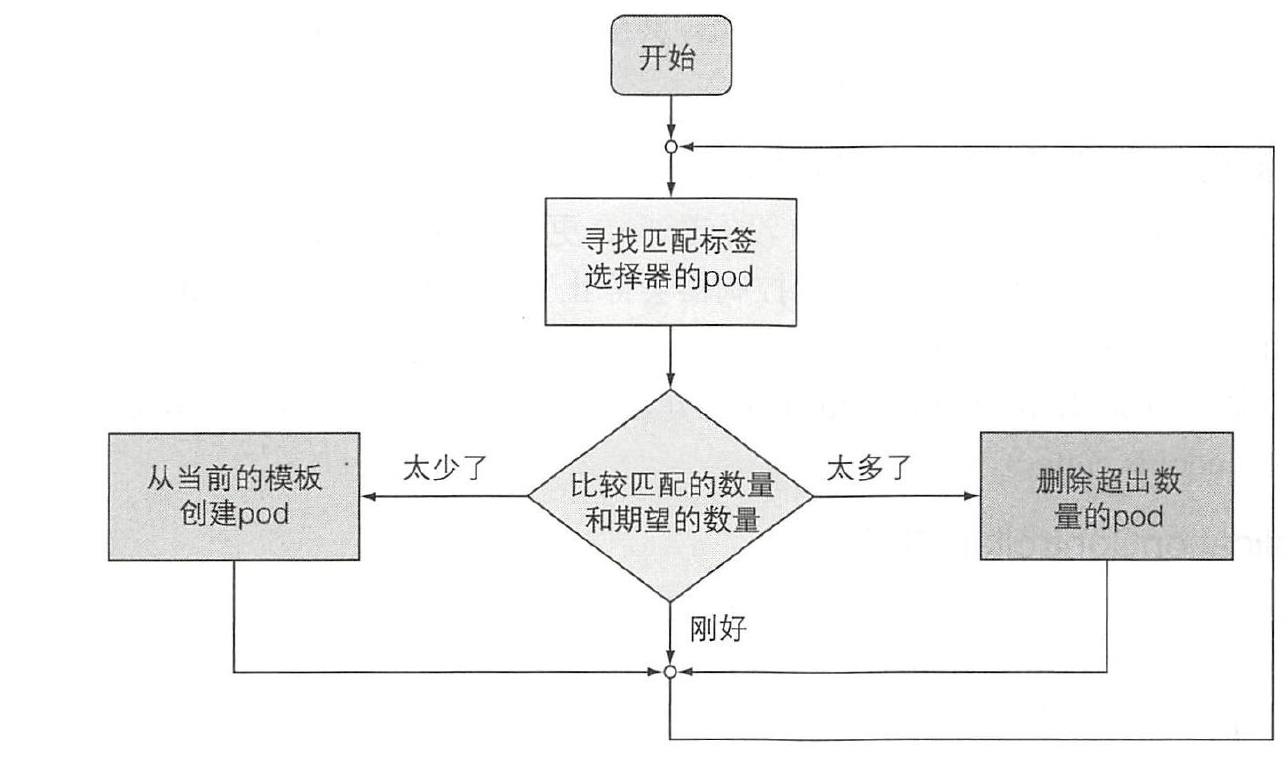 开始
寻找匹配标签
选择器的pod
太少了
太多了
从当前的模板
创建pod
比较匹配的数量
和期望的数量
删除超出数
量的pod
刚好